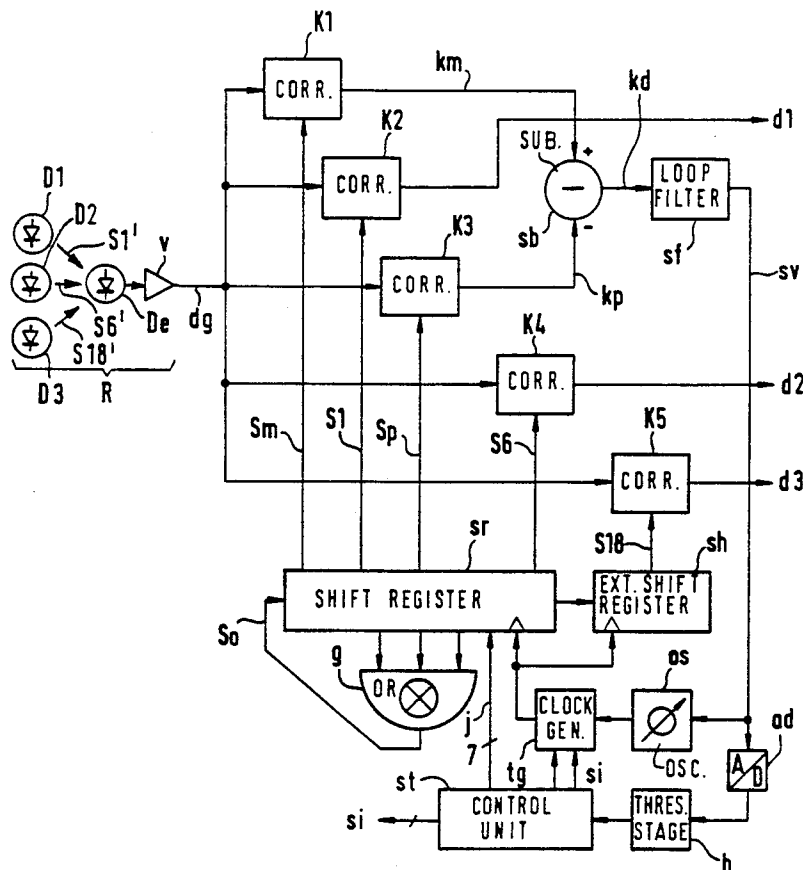 K1
CORR.
km
kd
K2
CORR.
SUB.
+
−
-
sb
LOOP
FILTER
sf
d1
D1
D2
S1'
v
K3
CORR.
kp
sv
S6'
De
dg
S18'
D3
R
K4
CORR.
d2
Sm
S1
Sp
S6
K5
CORR.
d3
sr
S18
sh
SHIFT REGISTER
EXT. SHIFT
REGISTER
So
g
OR
j
7
CLOCK
GEN.
tg
os
OSC.
ad
A/D
st
si
si
CONTROL
UNIT
THRES.
STAGE
h